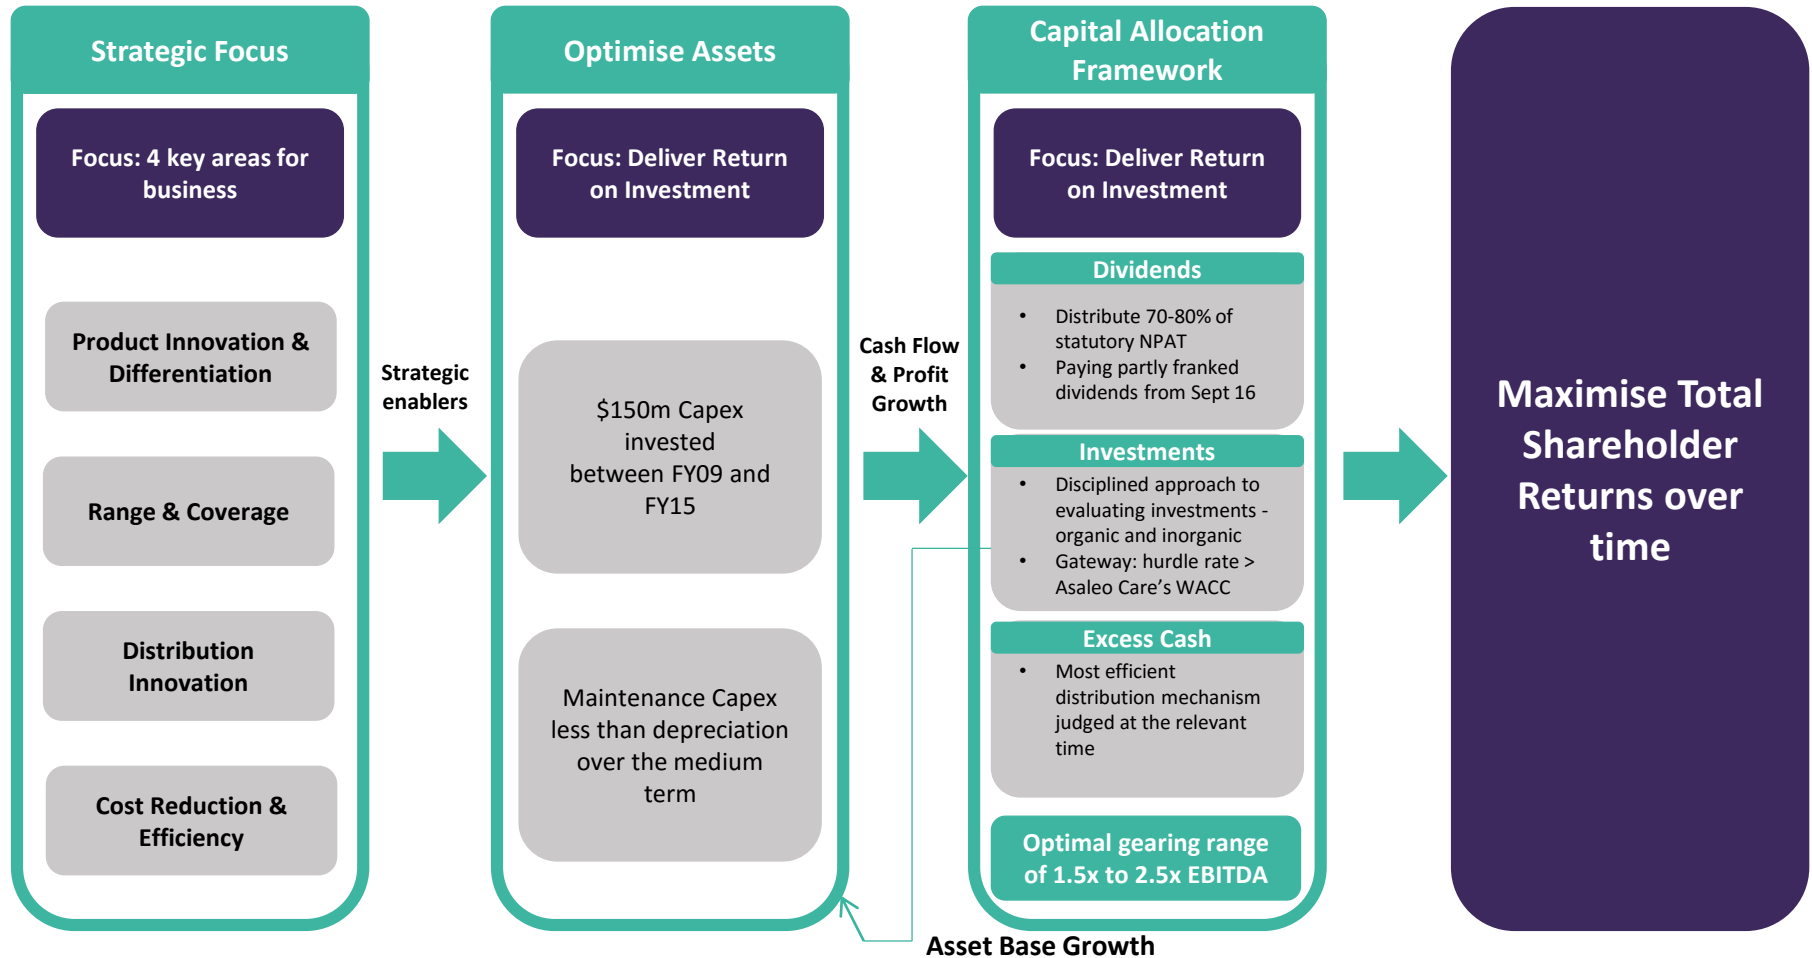 Strategic Focus
Focus: 4 key areas for
business
Product Innovation &
Differentiation
Range & Coverage
Distribution
Innovation
Cost Reduction &
Efficiency
Strategic
enablers
Optimise Assets
Focus: Deliver Return
on Investment
$150m Capex
invested
between FY09 and
FY15
Maintenance Capex
less than depreciation
over the medium
term
Cash Flow
& Profit
Growth
Capital Allocation
Framework
Focus: Deliver Return
on Investment
Dividends
• Distribute 70-80% of
statutory NPAT
• Paying partly franked
dividends from Sept 16
Investments
• Disciplined approach to
evaluating investments -
organic and inorganic
• Gateway: hurdle rate >
Asaleo Care's WACC
Excess Cash
• Most efficient
distribution mechanism
judged at the relevant
time
Optimal gearing range
of 1.5x to 2.5x EBITDA
Asset Base Growth
Maximise Total
Shareholder
Returns over
time